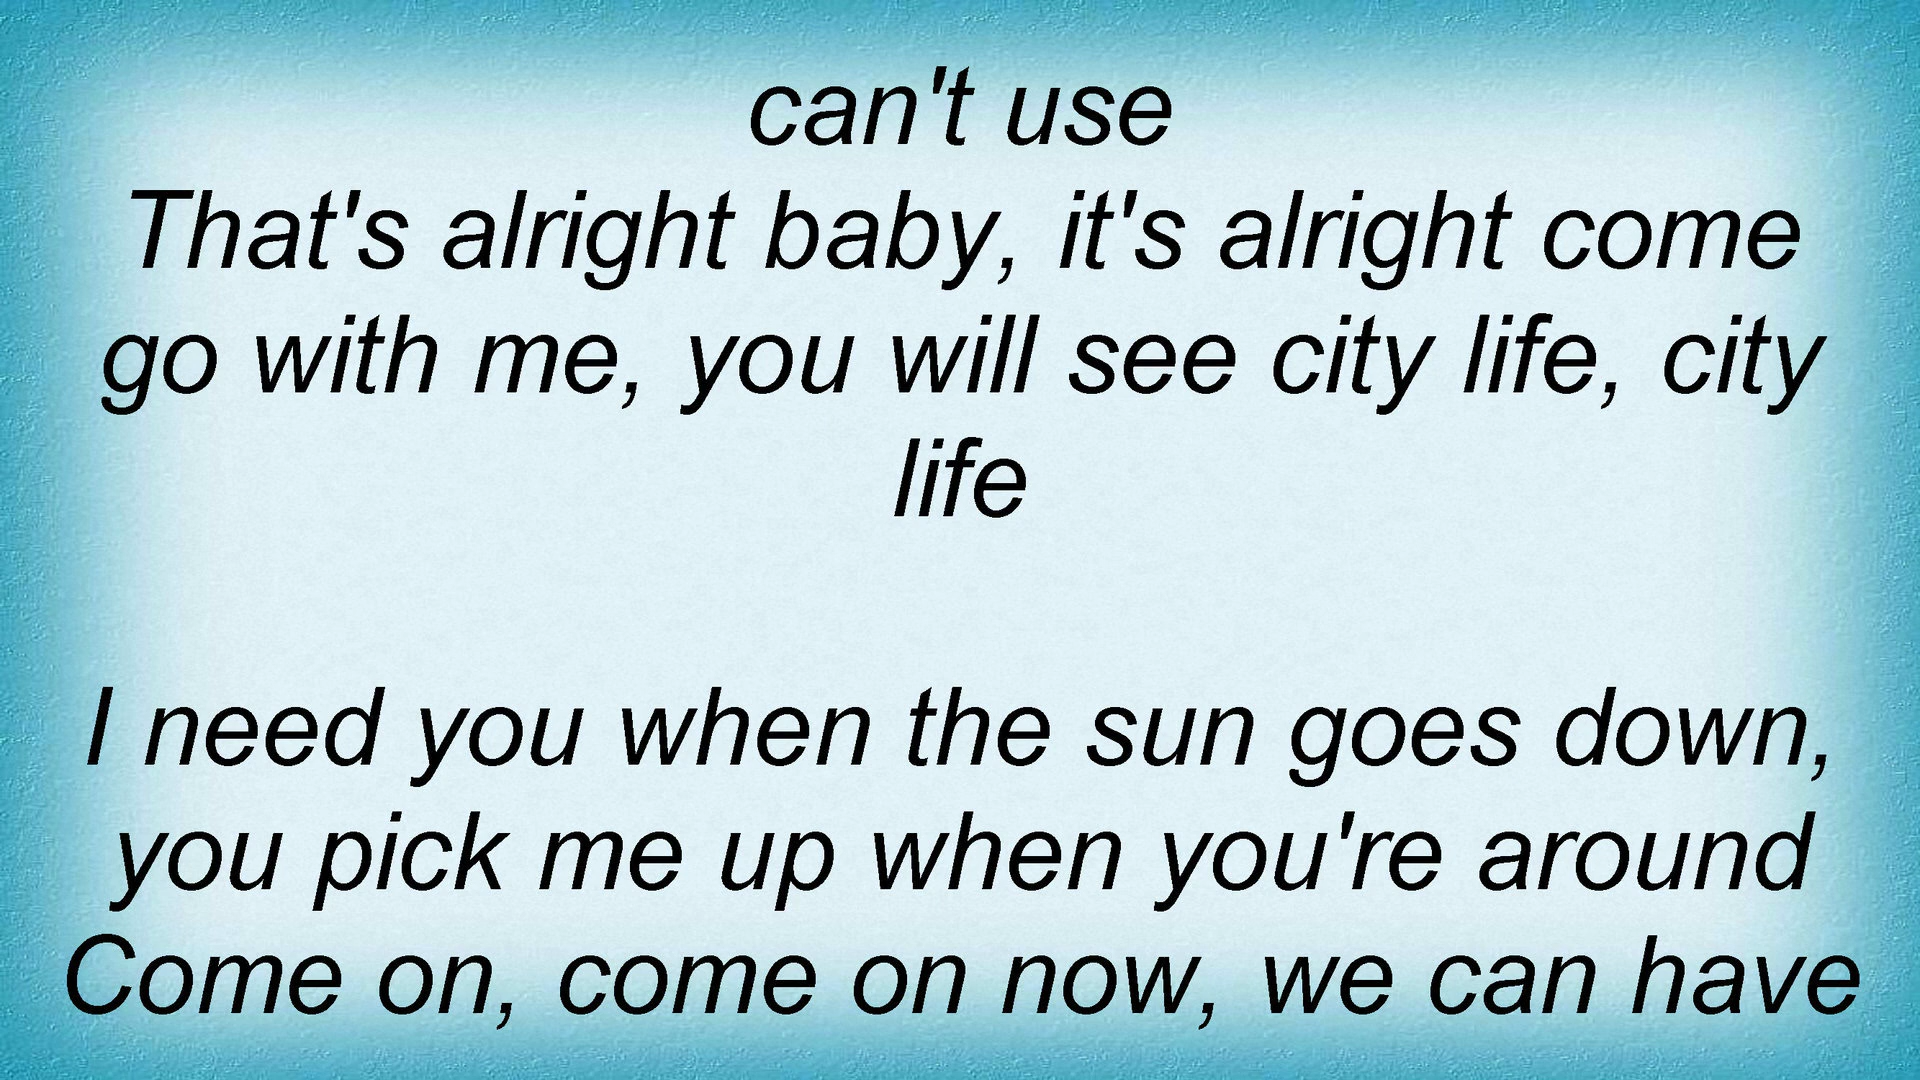 can't use
That's alright baby, it's alright come
go with me, you will see city life, city
life
I need you when the sun goes down,
you pick me up when you're around
Come on, come on now, we can have